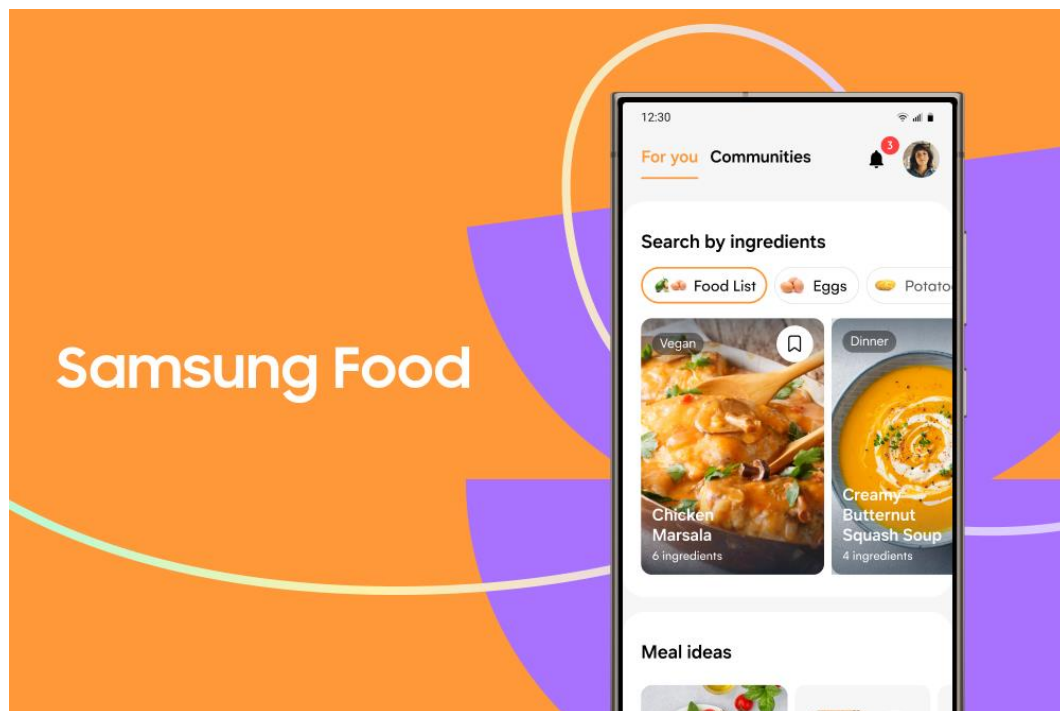 Samsung Food
12:30
For you Communities
3
Search by ingredients
Food List Eggs
Vegan Dinner
Chicken
Marsala
6 ingredients
Creamy
Butternut
Squash Soup
4 ingredients
Meal ideas